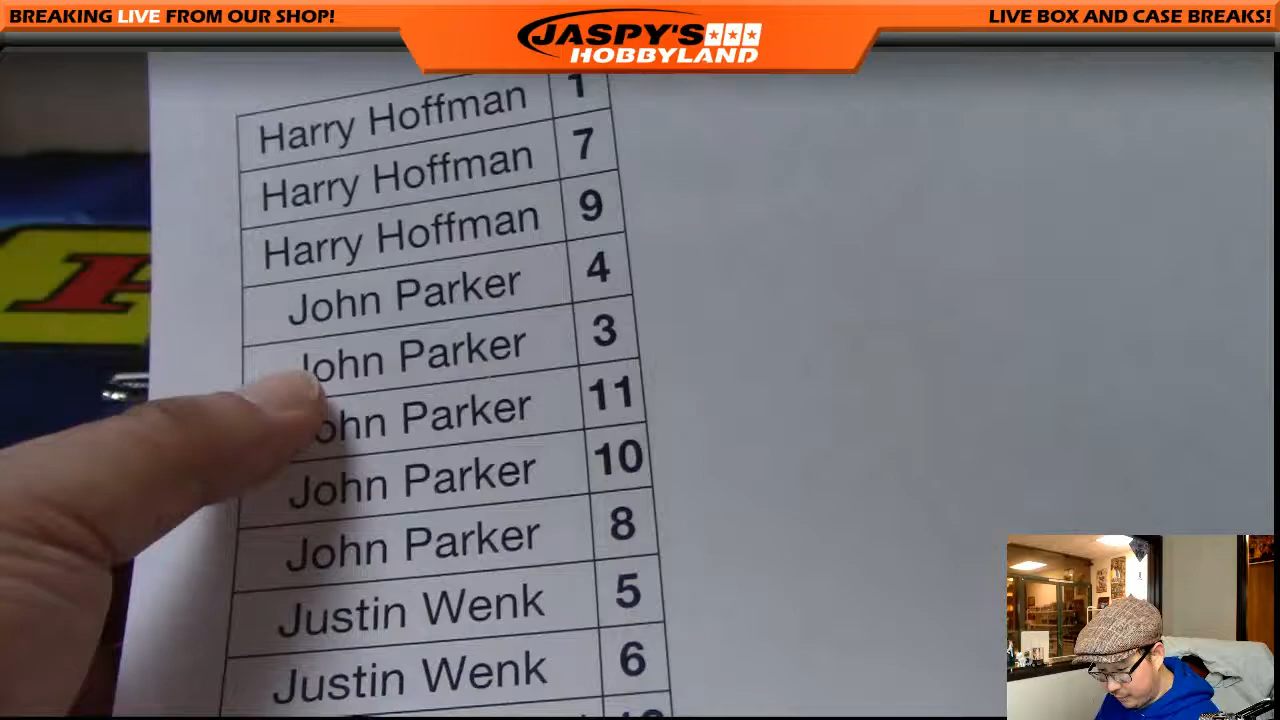 BREAKING LIVE FROM OUR SHOP!
JASPY'S
HOBBYLAND
LIVE BOX AND CASE BREAKS!
Harry Hoffman 1
Harry Hoffman 7
Harry Hoffman 9
John Parker 4
John Parker 3
John Parker 11
John Parker 10
John Parker 8
Justin Wenk 5
Justin Wenk 6